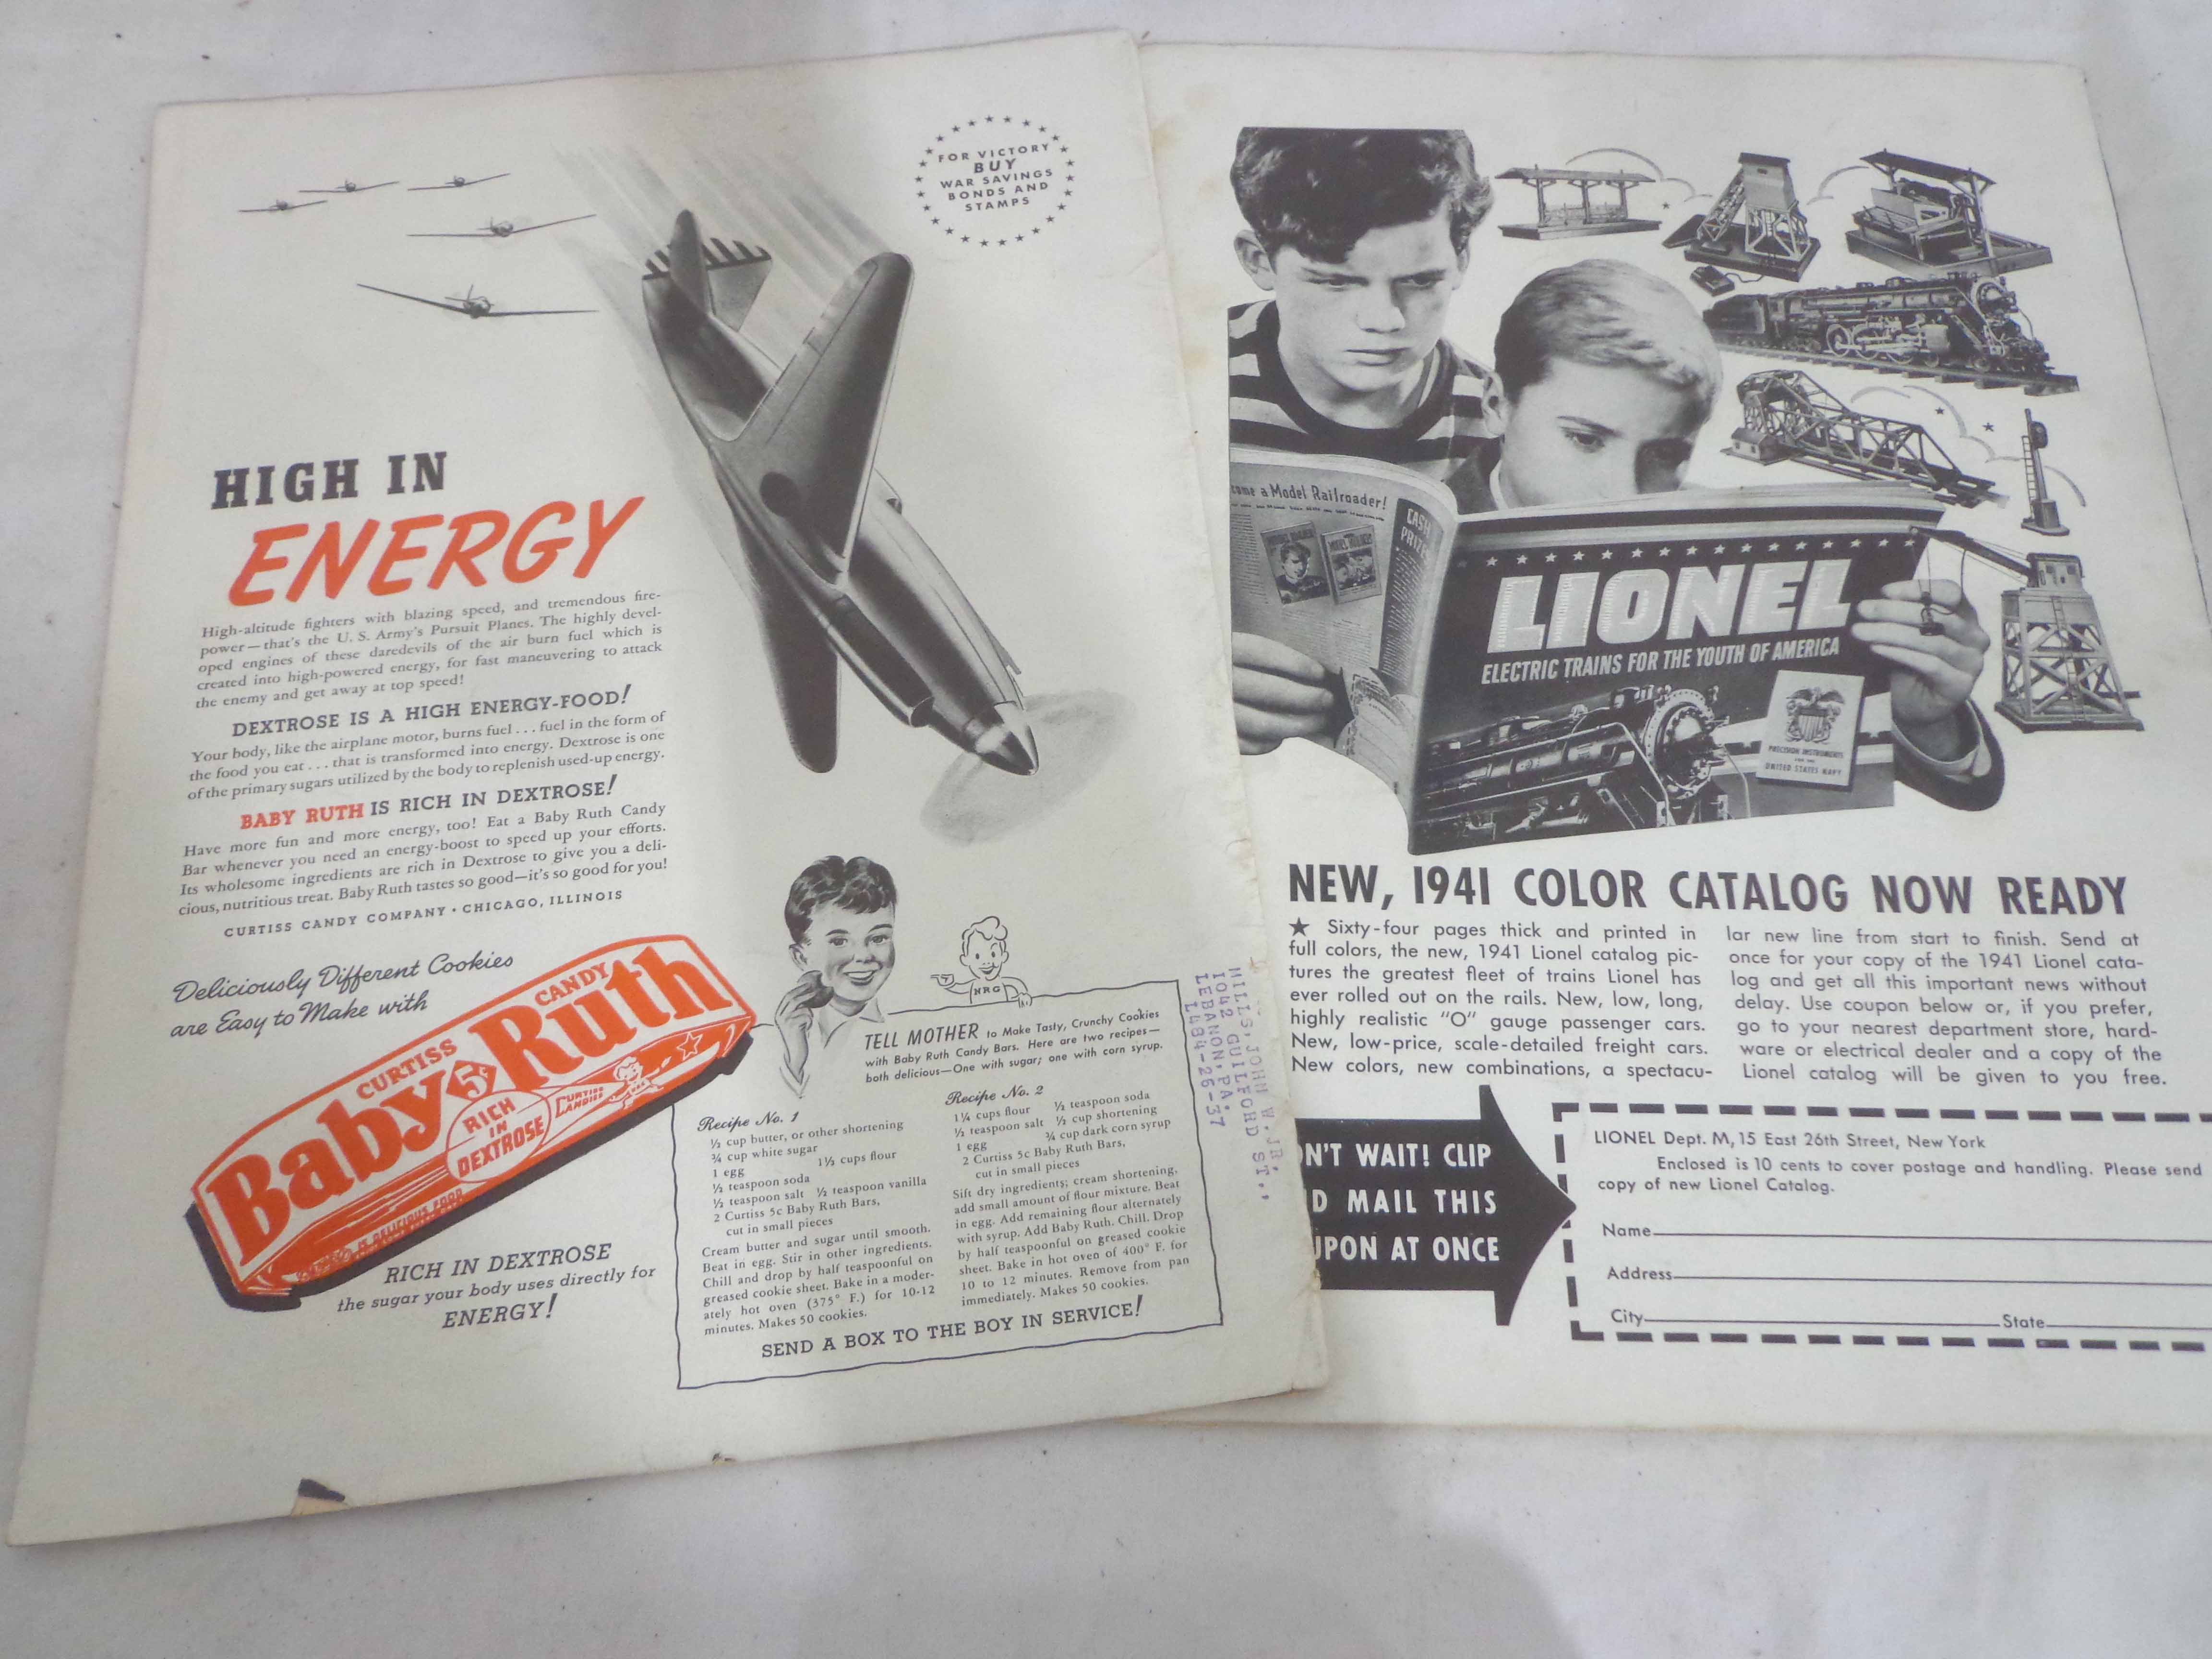 FOR VICTORY
BUY
WAR SAVINGS
BONDS AND
STAMPS
HIGH IN
ENERGY
High-altitude fighters with blazing speed, and tremendous fire-
power—that's the U. S. Army's Pursuit Planes. The highly devel-
oped engines of these daredevils of the air burn fuel which is
created into high-powered energy, for fast maneuvering to attack
the enemy and get away at top speed!
DEXTROSE IS A HIGH ENERGY-FOOD!
Your body, like the airplane motor, burns fuel . . . fuel in the form of
the food you eat . . . that is transformed into energy. Dextrose is one
of the primary sugars utilized by the body to replenish used-up energy.
BABY RUTH IS RICH IN DEXTROSE!
Have more fun and more energy, too! Eat a Baby Ruth Candy
Bar whenever you need an energy-boost to speed up your efforts.
Its wholesome ingredients are rich in Dextrose to give you a deli-
cious, nutritious treat. Baby Ruth tastes so good—it's so good for you!
CURTISS CANDY COMPANY • CHICAGO, ILLINOIS
Deliciously Different Cookies
are Easy to Make with
CURTISS
CANDY
Baby Ruth
5¢
RICH
IN
DEXTROSE
CURTISS
CANDIES
RICH IN DEXTROSE
the sugar your body uses directly for
ENERGY!
NRG
TELL MOTHER to Make Tasty, Crunchy Cookies
with Baby Ruth Candy Bars. Here are two recipes—
both delicious—One with sugar; one with corn syrup.
Recipe No. 1
½ cup butter, or other shortening
¾ cup white sugar
1 egg 1⅓ cups flour
½ teaspoon soda
½ teaspoon salt ½ teaspoon vanilla
2 Curtiss 5c Baby Ruth Bars,
cut in small pieces
Cream butter and sugar until smooth.
Beat in egg. Stir in other ingredients.
Chill and drop by half teaspoonful on
greased cookie sheet. Bake in a moder-
ately hot oven (375° F.) for 10-12
minutes. Makes 50 cookies.
Recipe No. 2
1¼ cups flour ½ teaspoon soda
½ teaspoon salt ⅓ cup shortening
1 egg ¾ cup dark corn syrup
2 Curtiss 5c Baby Ruth Bars,
cut in small pieces
Sift dry ingredients; cream shortening,
add small amount of flour mixture. Beat
in egg. Add remaining flour alternately
with syrup. Add Baby Ruth. Chill. Drop
by half teaspoonful on greased cookie
sheet. Bake in hot oven of 400° F. for
10 to 12 minutes. Remove from pan
immediately. Makes 50 cookies.
SEND A BOX TO THE BOY IN SERVICE!
JOHN W. JR.
MILLS
1042 GUILFORD ST.,
LEBANON, PA.
L484-26-37
come a Model Railroader!
CASH
PRIZE
LIONEL
ELECTRIC TRAINS FOR THE YOUTH OF AMERICA
PRECISION INSTRUMENTS
FOR THE
UNITED STATES NAVY
NEW, 1941 COLOR CATALOG NOW READY
★ Sixty-four pages thick and printed in
full colors, the new, 1941 Lionel catalog pic-
tures the greatest fleet of trains Lionel has
ever rolled out on the rails. New, low, long,
highly realistic "O" gauge passenger cars.
New, low-price, scale-detailed freight cars.
New colors, new combinations, a spectacu-
lar new line from start to finish. Send at
once for your copy of the 1941 Lionel cata-
log and get all this important news without
delay. Use coupon below or, if you prefer,
go to your nearest department store, hard-
ware or electrical dealer and a copy of the
Lionel catalog will be given to you free.
N'T WAIT! CLIP
D MAIL THIS
UPON AT ONCE
LIONEL Dept. M, 15 East 26th Street, New York
Enclosed is 10 cents to cover postage and handling. Please send
copy of new Lionel Catalog.
Name
Address
City State